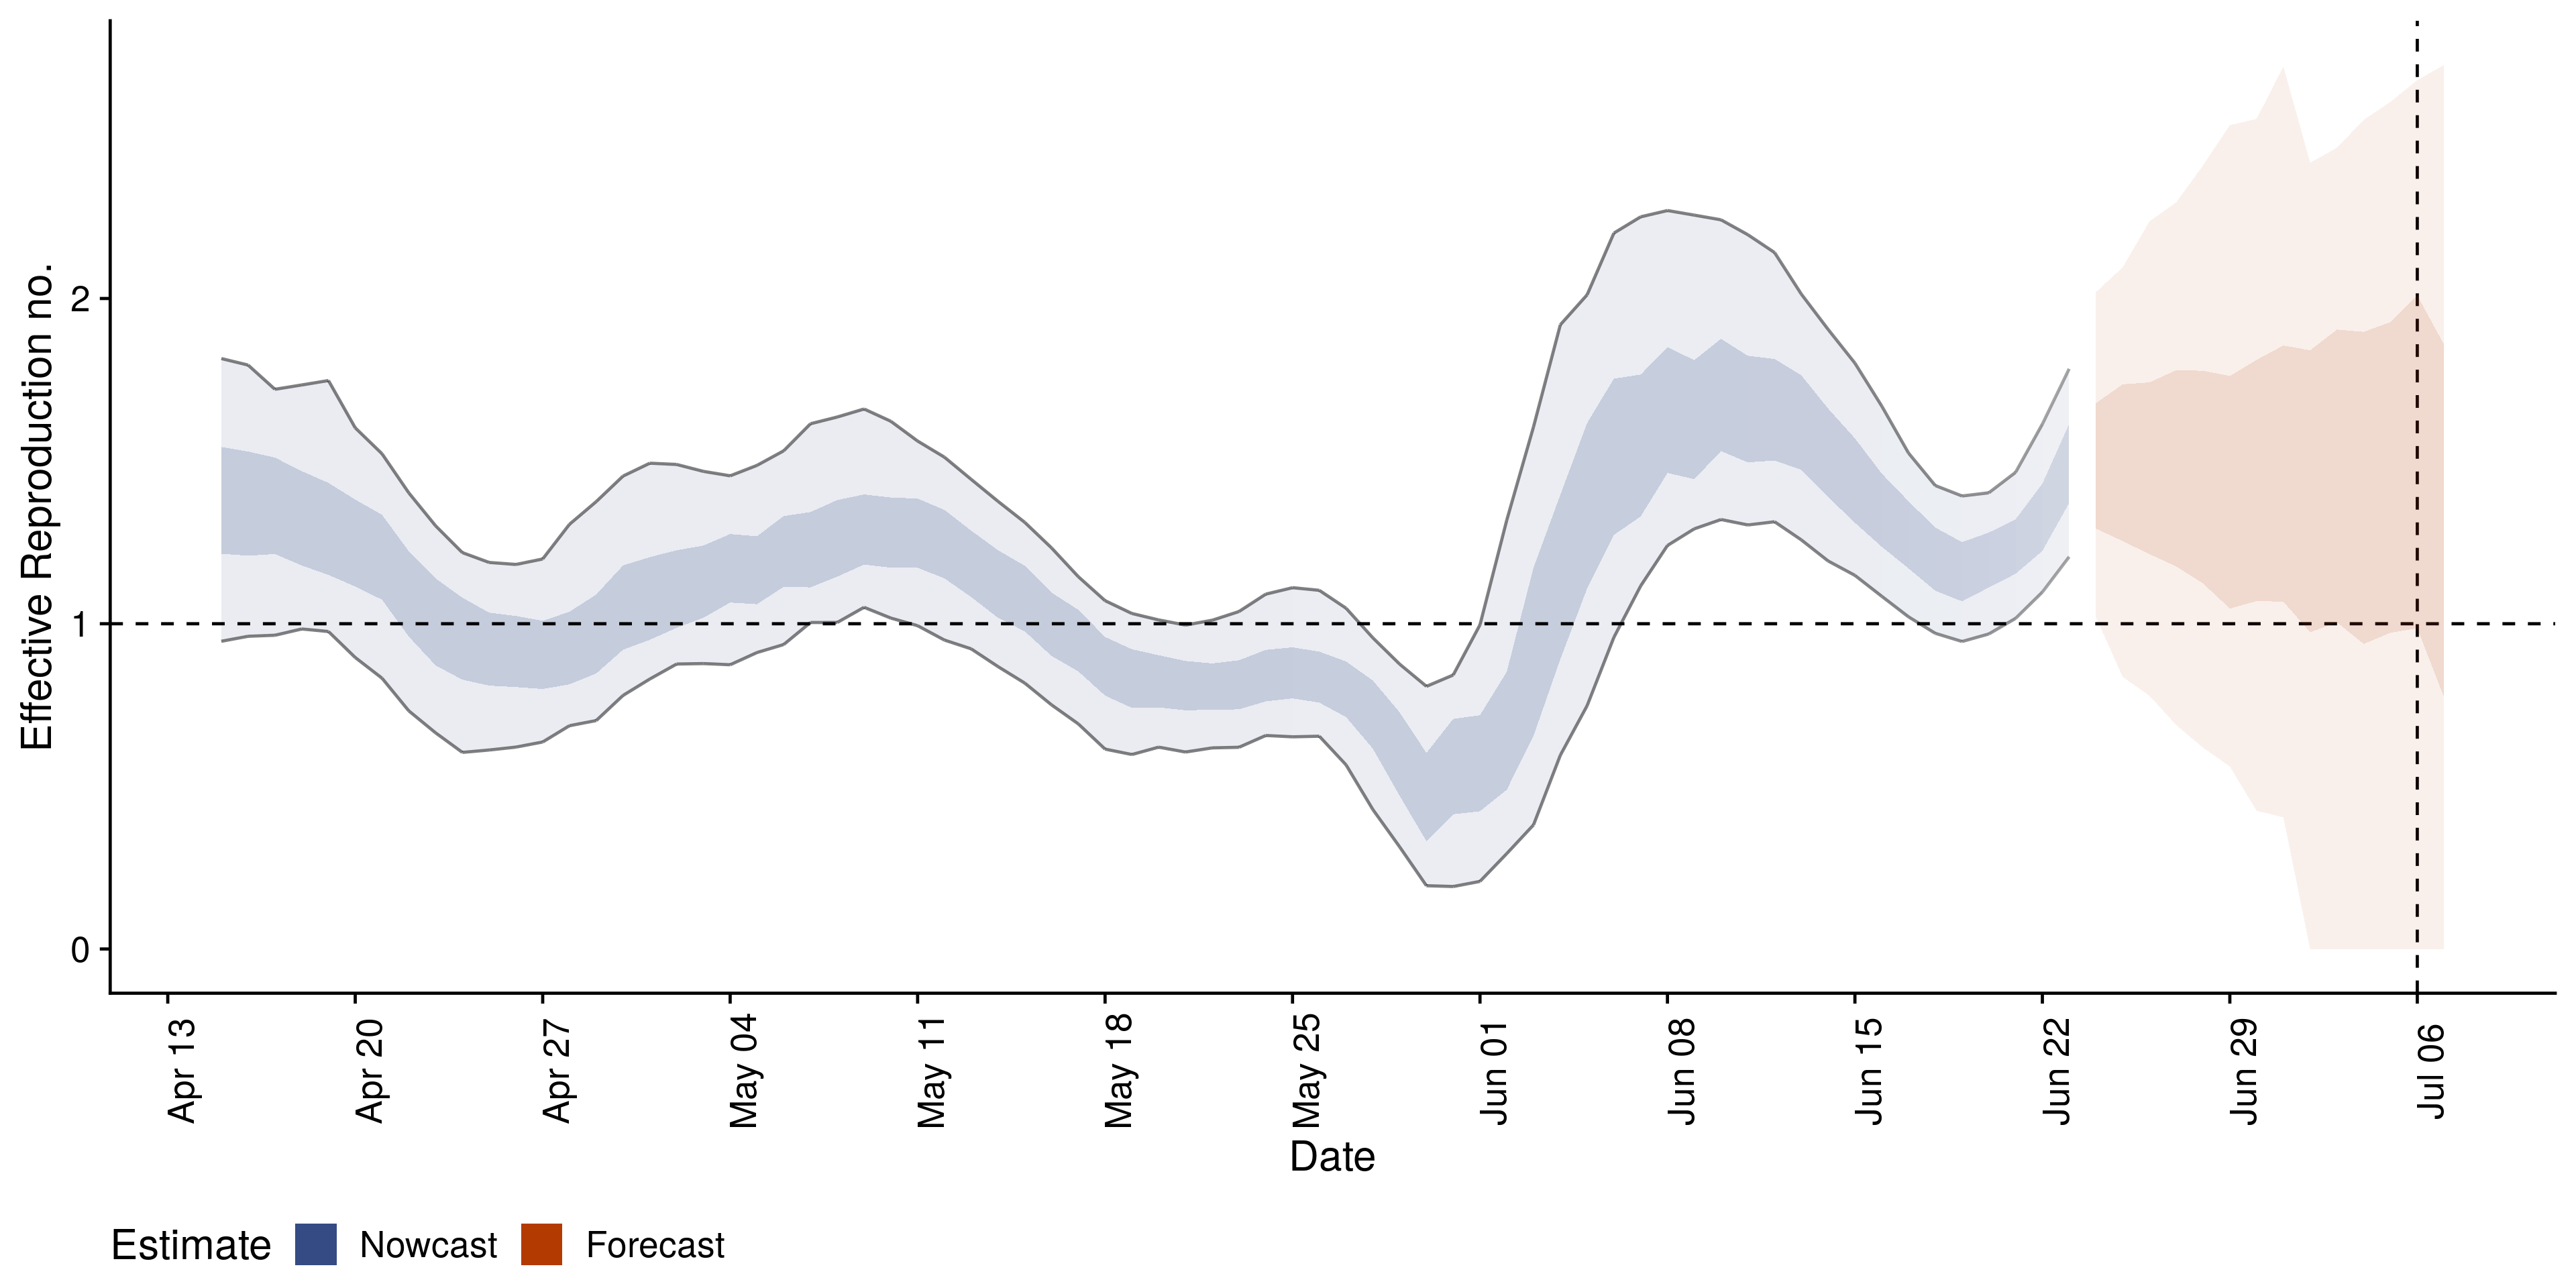 Effective Reproduction no.
2
1
0
Apr 13
Apr 20
Apr 27
May 04
May 11
May 18
May 25
Jun 01
Jun 08
Jun 15
Jun 22
Jun 29
Jul 06
Date
Estimate Nowcast Forecast